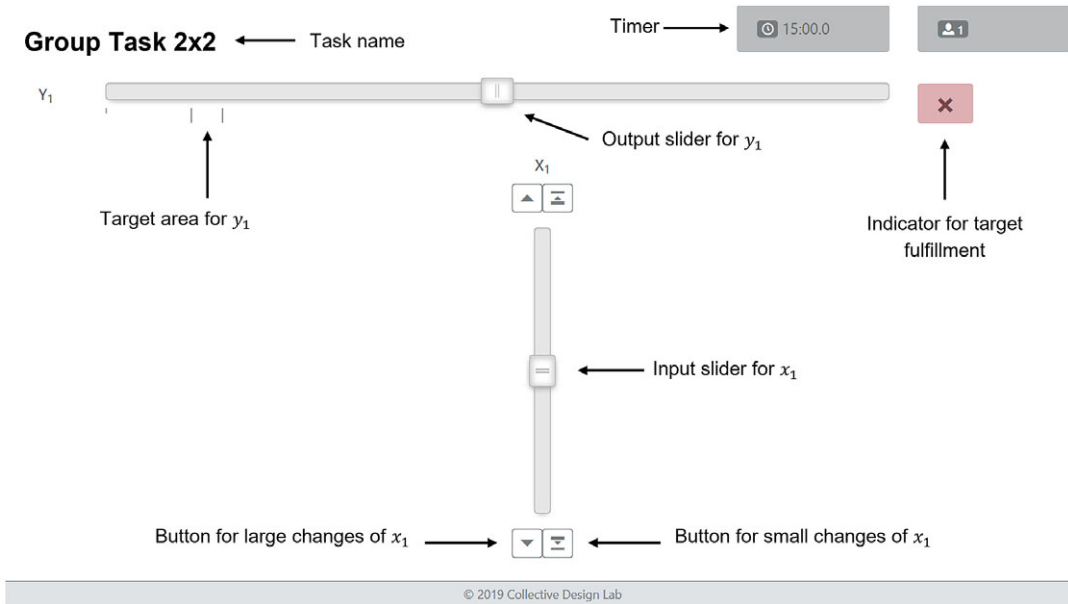 Group Task 2x2
Task name
Timer
15:00.0
1
Y1
Output slider for y1
Target area for y1
X1
Indicator for target
fulfillment
Input slider for x1
Button for large changes of x1
Button for small changes of x1
© 2019 Collective Design Lab